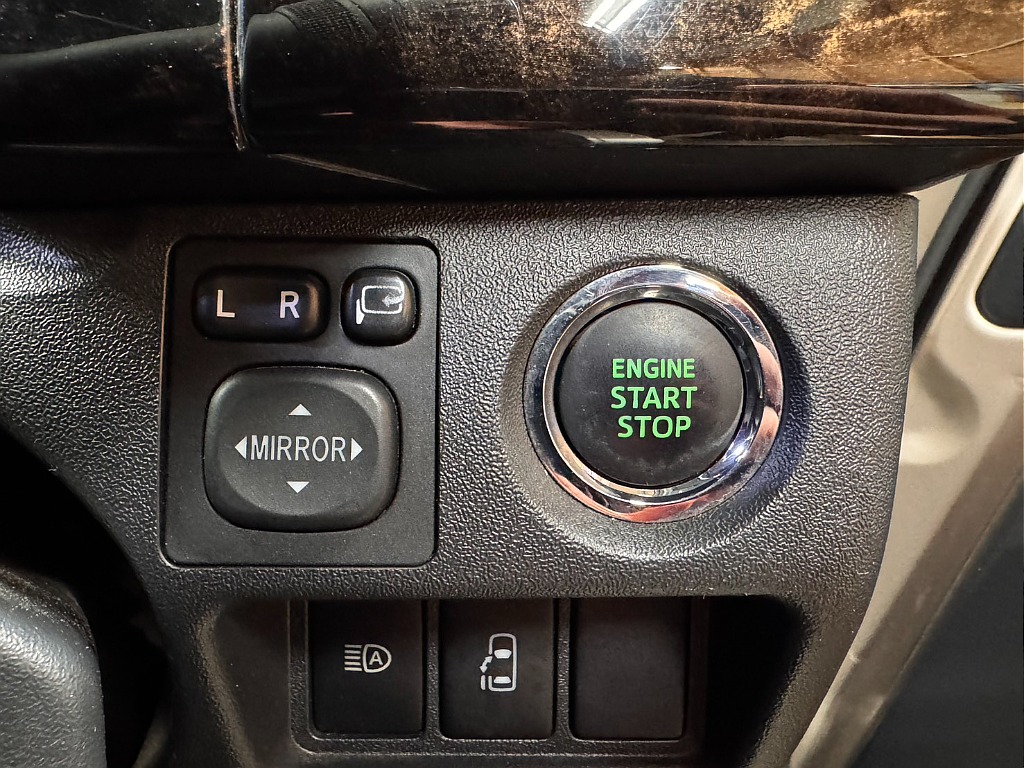 L R
MIRROR
ENGINE
START
STOP
A